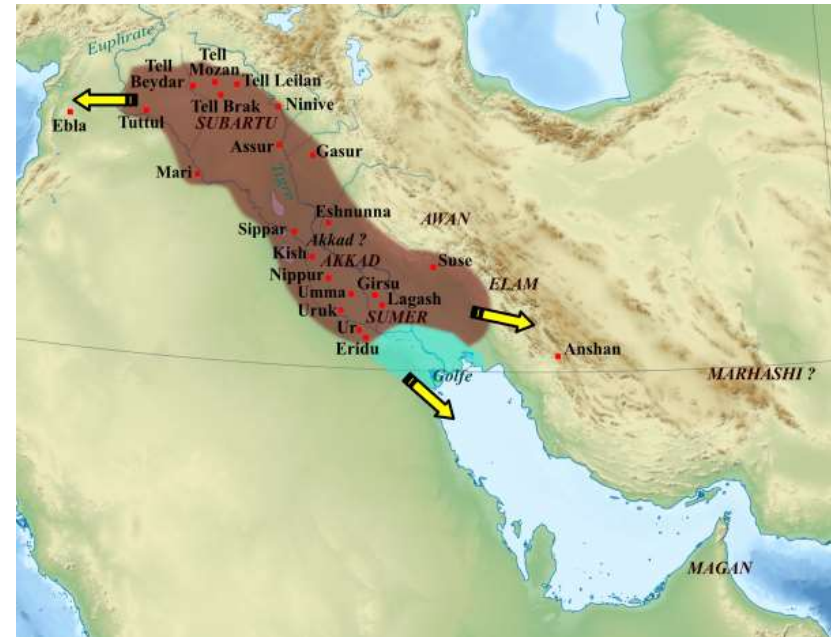 Euphrate
Tell
Mozan
Tell
Beydar
Tell Leilan
Tell Brak
Ninive
Ebla
Tuttul
SUBARTU
Assur
Gasur
Mari
Tigre
Eshnunna
AWAN
Sippar
Akkad ?
Kish
AKKAD
Suse
Nippur
ELAM
Umma
Girsu
Lagash
Uruk
SUMER
Ur
Eridu
Anshan
Golfe
MARHASHI ?
MAGAN